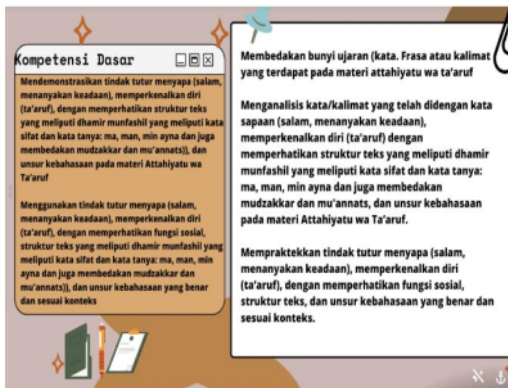 Kompetensi Dasar
Mendemonstrasikan tindak tutur menyapa (salam,
menanyakan keadaan), memperkenalkan diri
(ta'aruf), dengan memperhatikan struktur teks
yang meliputi dhamir munfashil yang meliputi kata
sifat dan kata tanya: ma, man, min ayna dan juga
membedakan mudzakkar dan mu'annats)), dan
unsur kebahasaan pada materi Attahiyatu wa
Ta'aruf
Menggunakan tindak tutur menyapa (salam,
menanyakan keadaan), memperkenalkan diri
(ta'aruf), dengan memperhatikan fungsi sosial,
struktur teks yang meliputi dhamir munfashil yang
meliputi kata sifat dan kata tanya: ma, man, min
ayna dan juga membedakan mudzakkar dan
mu'annats)), dan unsur kebahasaan yang benar
dan sesuai konteks
Membedakan bunyi ujaran (kata. Frasa atau kalimat
yang terdapat pada materi attahiyatu wa ta'aruf
Menganalisis kata/kalimat yang telah didengan kata
sapaan (salam, menanyakan keadaan),
memperkenalkan diri (ta'aruf) dengan
memperhatikan struktur teks yang meliputi dhamir
munfashil yang meliputi kata sifat dan kata tanya:
ma, man, min ayna dan juga membedakan
mudzakkar dan mu'annats, dan unsur kebahasaan
pada materi Attahiyatu wa Ta'aruf.
Mempraktekkan tindak tutur menyapa (salam,
menanyakan keadaan), memperkenalkan diri
(ta'aruf), dengan memperhatikan fungsi sosial,
struktur teks, dan unsur kebahasaan yang benar dan
sesuai konteks.